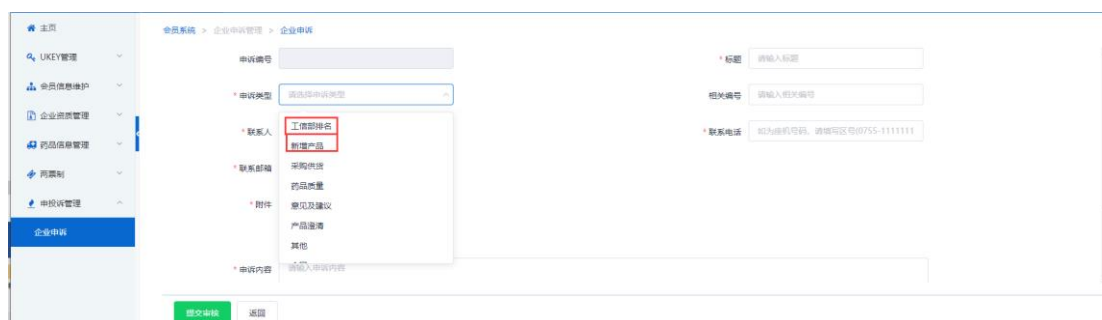 主页
UKEY管理
会员信息维护
企业资质管理
药品信息管理
两票制
申投诉管理
企业申诉
会员系统 > 企业申诉管理 > 企业申诉
申诉编号
* 标题 请输入标题
* 申诉类型 请选择申诉类型
相关编号 请输入相关编号
* 联系人
* 联系电话 如为座机号码，请填写区号(0755-1111111
* 联系邮箱
* 附件
工信部排名
新增产品
采购供货
药品质量
意见及建议
产品澄清
其他
* 申诉内容 请输入申诉内容
提交审核 返回